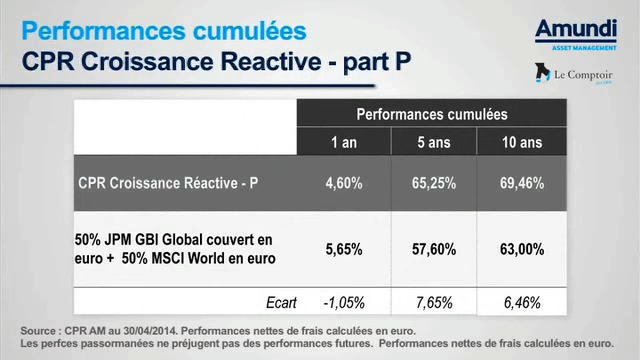 Performances cumulées
CPR Croissance Reactive - part P
Amundi
ASSET MANAGEMENT
Le Comptoir
Performances cumulées
1 an 5 ans 10 ans
CPR Croissance Réactive - P 4,60% 65,25% 69,46%
50% JPM GBI Global couvert en
euro + 50% MSCI World en euro 5,65% 57,60% 63,00%
Ecart -1,05% 7,65% 6,46%
Source : CPR AM au 30/04/2014. Performances nettes de frais calculées en euro.
Les perfces passormanées ne préjugent pas des performances futures. Performances nettes de frais calculées en euro.